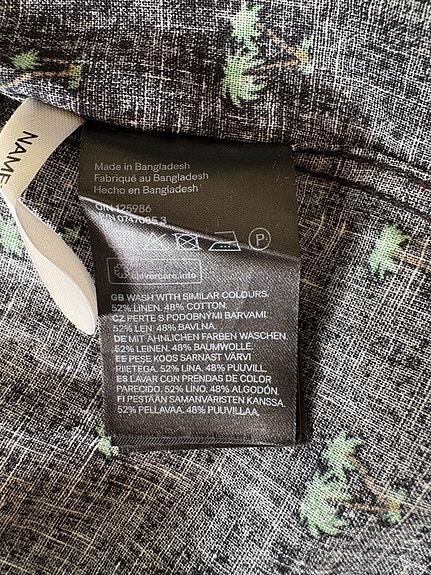 NAME
Made in Bangladesh
Fabriqué au Bangladesh
Hecho en Bangladesh
125986
clevercare.info
GB WASH WITH SIMILAR COLOURS.
52% LINEN. 48% COTTON.
CZ PERTE S PODOBNÝMI BARVAMI.
52% LEN. 48% BAVLNA.
DE MIT ÄHNLICHEN FARBEN WASCHEN.
52% LEINEN. 48% BAUMWOLLE.
EE PESE KOOS SARNAST VÄRVI
RIIETEGA. 52% LINA. 48% PUUVILL.
ES LAVAR CON PRENDAS DE COLOR
PARECIDO. 52% LINO. 48% ALGODÓN.
FI PESTÄÄN SAMANVÄRISTEN KANSSA.
52% PELLAVAA. 48% PUUVILLAA.